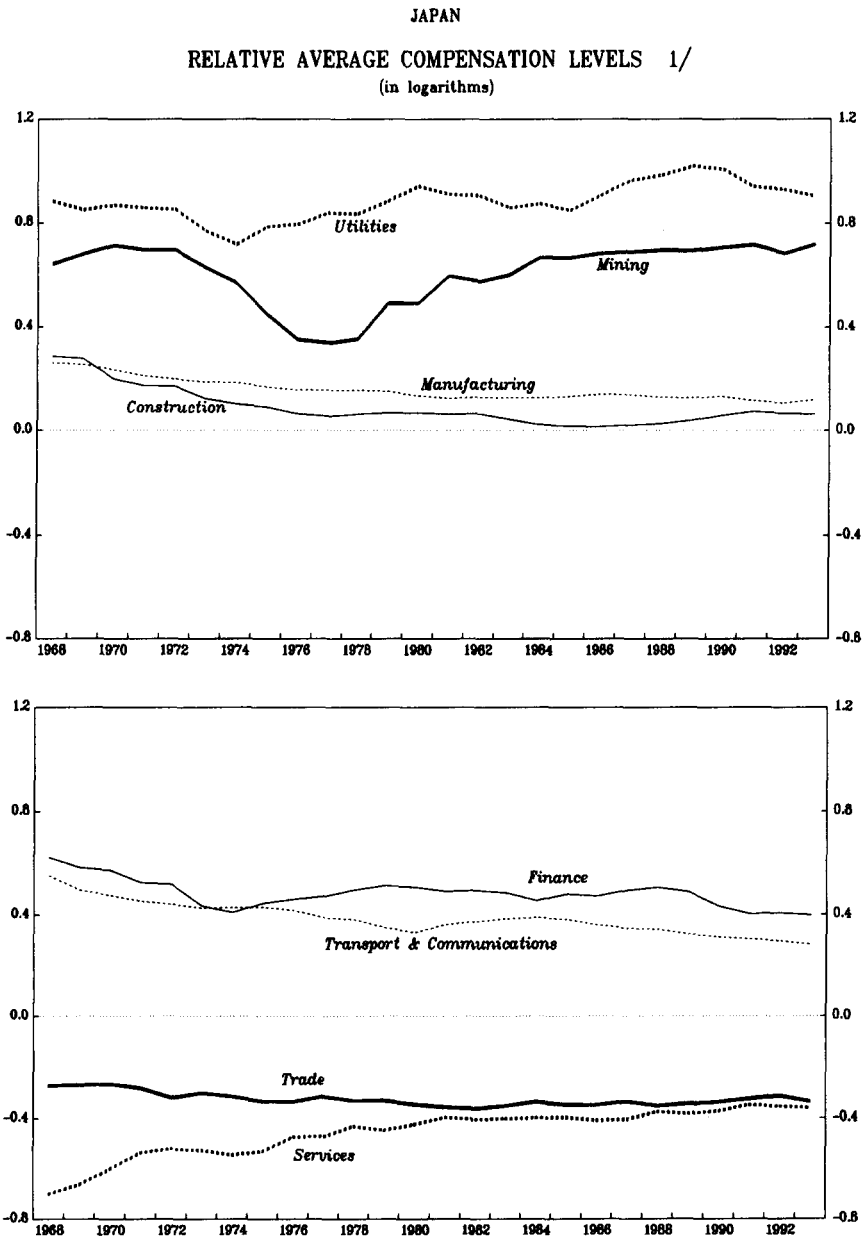 JAPAN
RELATIVE AVERAGE COMPENSATION LEVELS 1/
(in logarithms)
1.2 1.2
0.8 0.8
Utilities
Mining
0.4 0.4
Manufacturing
Construction
0.0 0.0
-0.4 -0.4
-0.8 -0.8
1968 1970 1972 1974 1976 1978 1980 1982 1984 1986 1988 1990 1992
1.2 1.2
0.8 0.8
Finance
0.4 0.4
Transport & Communications
0.0 0.0
Trade
-0.4 -0.4
Services
-0.8 -0.8
1968 1970 1972 1974 1976 1978 1980 1982 1984 1986 1988 1990 1992